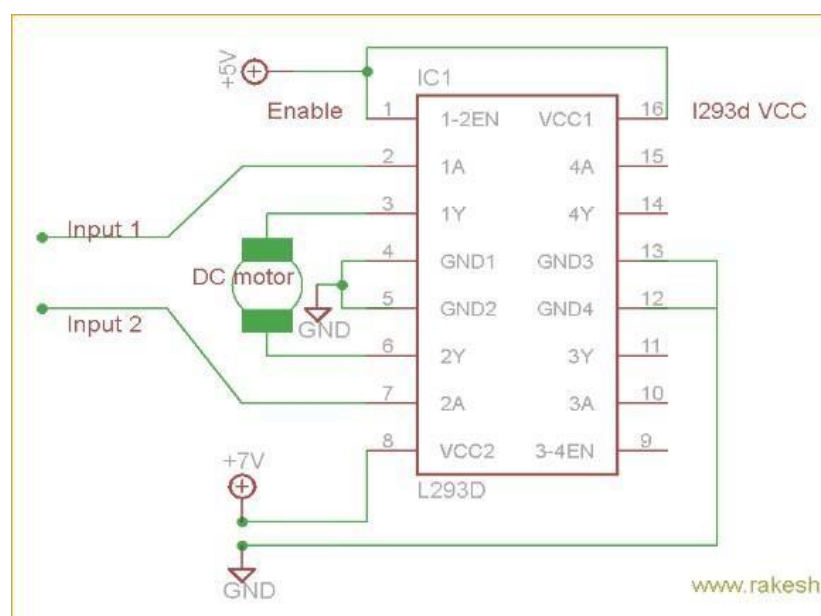 +5V
IC1
Enable
1 1-2EN VCC1 16 l293d VCC
2 1A 4A 15
3 1Y 4Y 14
Input 1
4 GND1 GND3 13
DC motor
5 GND2 GND4 12
Input 2
GND
6 2Y 3Y 11
7 2A 3A 10
8 VCC2 3-4EN 9
+7V
L293D
GND
www.rakesh